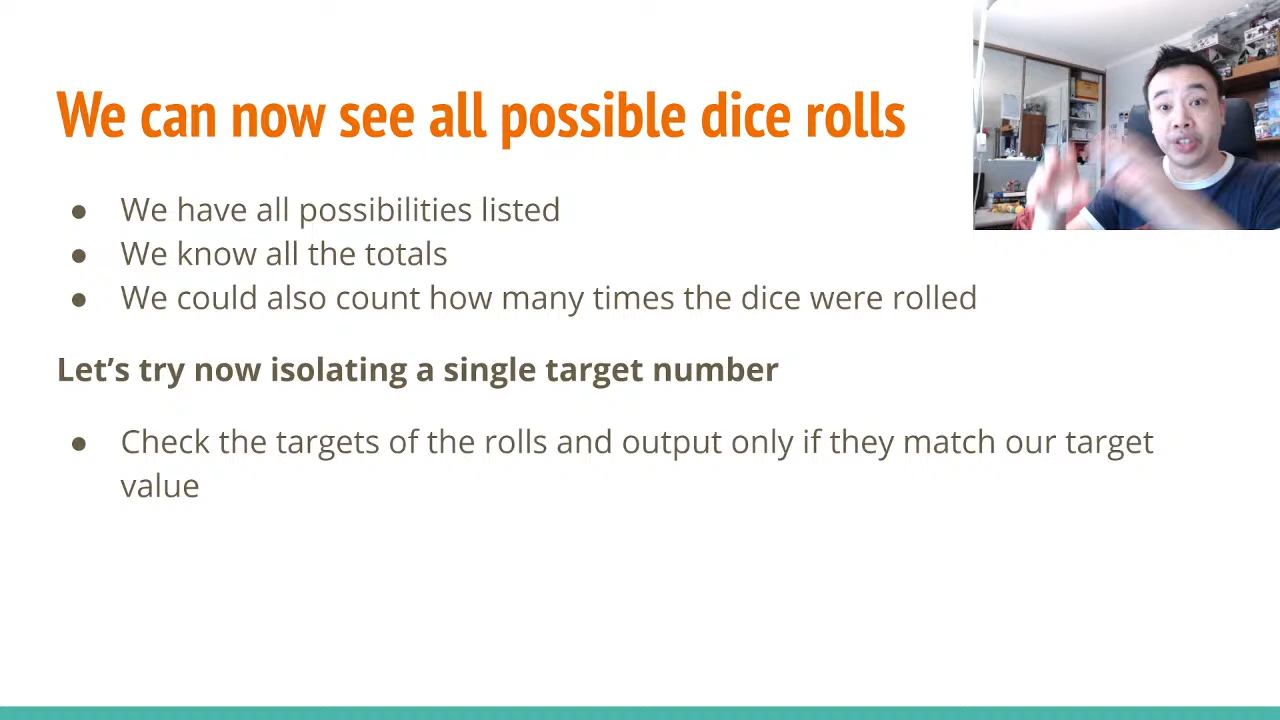 We can now see all possible dice rolls
● We have all possibilities listed
● We know all the totals
● We could also count how many times the dice were rolled
Let’s try now isolating a single target number
● Check the targets of the rolls and output only if they match our target
value